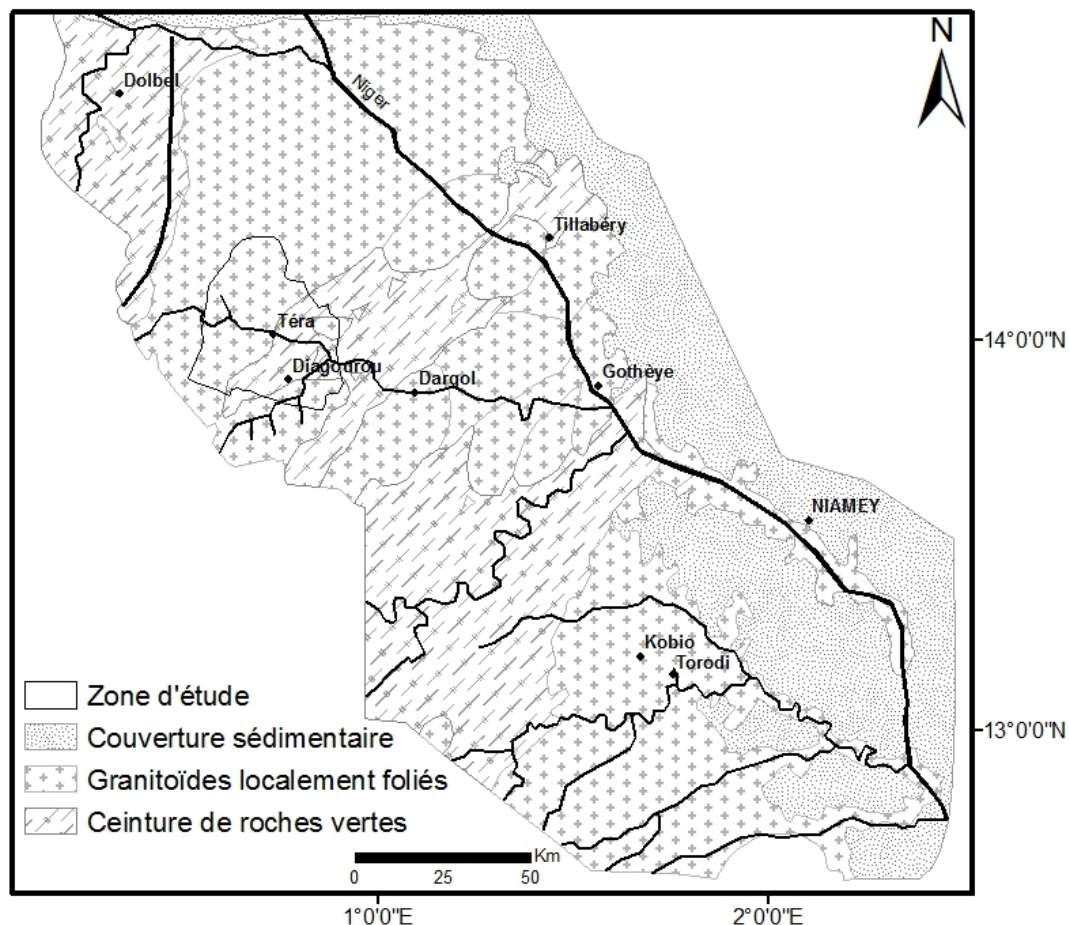 N
Dolbel
Niger
Tillabéry
Téra
14°0'0"N
Diagourou
Gothèye
Dargol
NIAMEY
Kobio
Torodi
Zone d'étude
Couverture sédimentaire
13°0'0"N
Granitoïdes localement foliés
Ceinture de roches vertes
Km
0 25 50
1°0'0"E 2°0'0"E